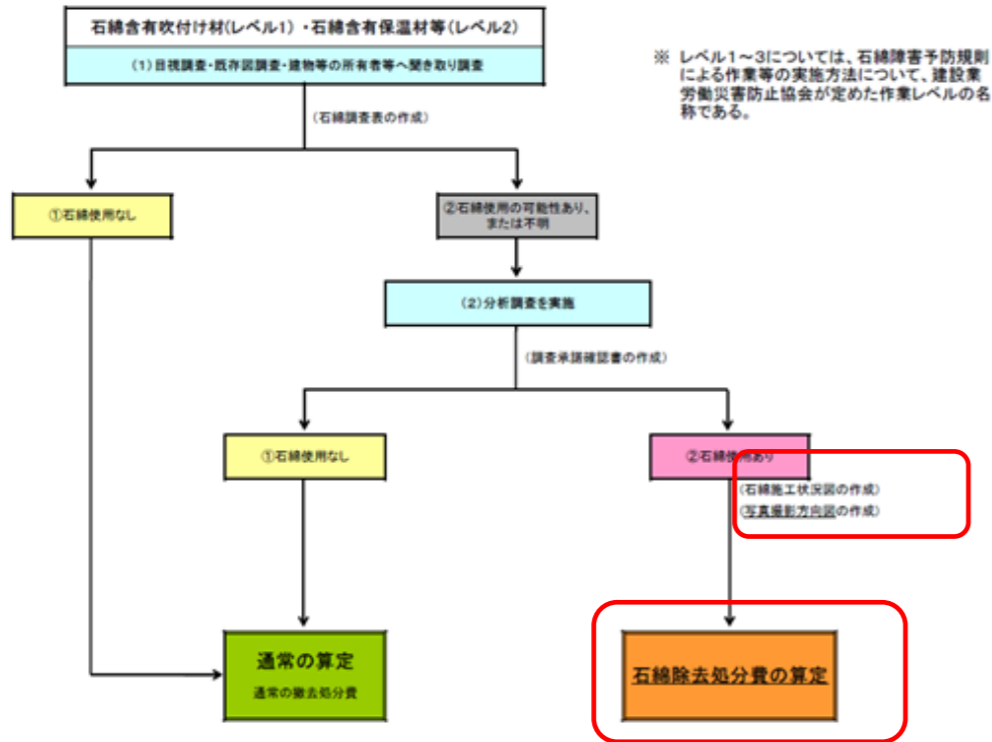 石綿含有吹付け材(レベル1)・石綿含有保温材等(レベル2)
(1)目視調査・既存図調査・建物等の所有者等へ聞き取り調査
※ レベル1～3については、石綿障害予防規則
による作業等の実施方法について、建設業
労働災害防止協会が定めた作業レベルの名
称である。
(石綿調査表の作成)
①石綿使用なし
②石綿使用の可能性あり、
または不明
(2)分析調査を実施
(調査承諾確認書の作成)
①石綿使用なし
②石綿使用あり
(石綿施工状況図の作成)
(写真撮影方向図の作成)
通常の算定
通常の撤去処分費
石綿除去処分費の算定